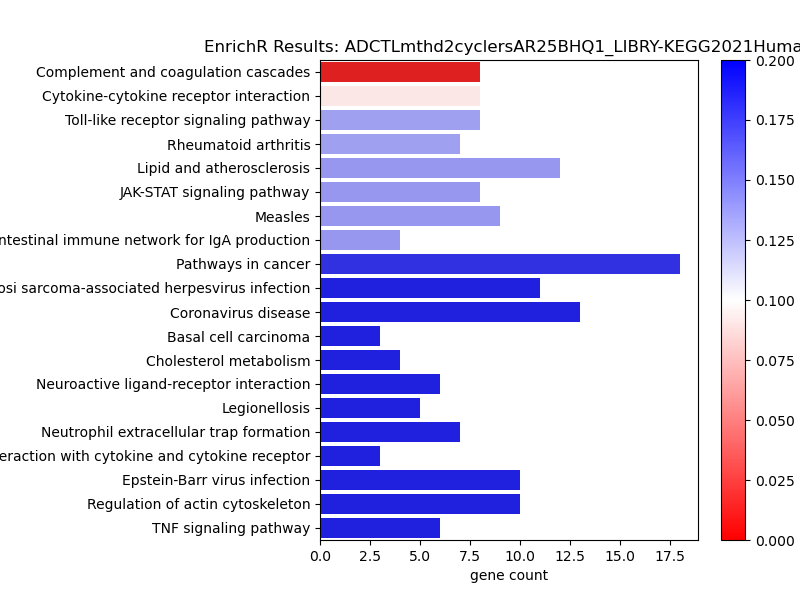 EnrichR Results: ADCTLmthd2cyclersAR25BHQ1_LIBRY-KEGG2021Huma
Complement and coagulation cascades
Cytokine-cytokine receptor interaction
Toll-like receptor signaling pathway
Rheumatoid arthritis
Lipid and atherosclerosis
JAK-STAT signaling pathway
Measles
ntestinal immune network for IgA production
Pathways in cancer
osi sarcoma-associated herpesvirus infection
Coronavirus disease
Basal cell carcinoma
Cholesterol metabolism
Neuroactive ligand-receptor interaction
Legionellosis
Neutrophil extracellular trap formation
eraction with cytokine and cytokine receptor
Epstein-Barr virus infection
Regulation of actin cytoskeleton
TNF signaling pathway
0.0 2.5 5.0 7.5 10.0 12.5 15.0 17.5
gene count
0.200
0.175
0.150
0.125
0.100
0.075
0.050
0.025
0.000